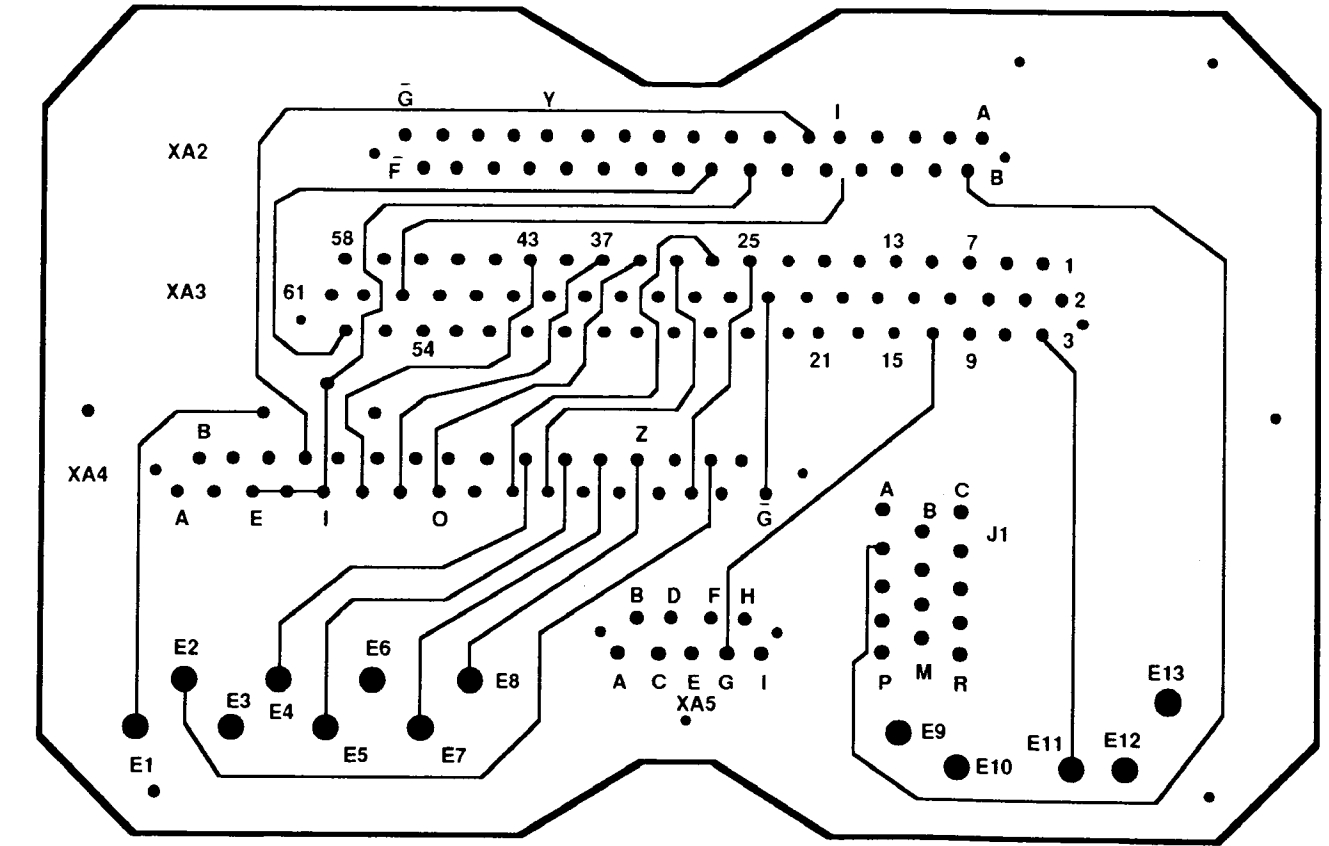 G̅ Y I A
XA2
F̅ B
58 43 37 25 13 7 1
XA3 61 2
54 21 15 9 3
B Z
XA4
A E I O G̅
A B C
J1
B D F H
A C E G I
XA5
P M R
E2 E6 E13
E3 E4 E8
E9
E1 E5 E7 E10 E11 E12